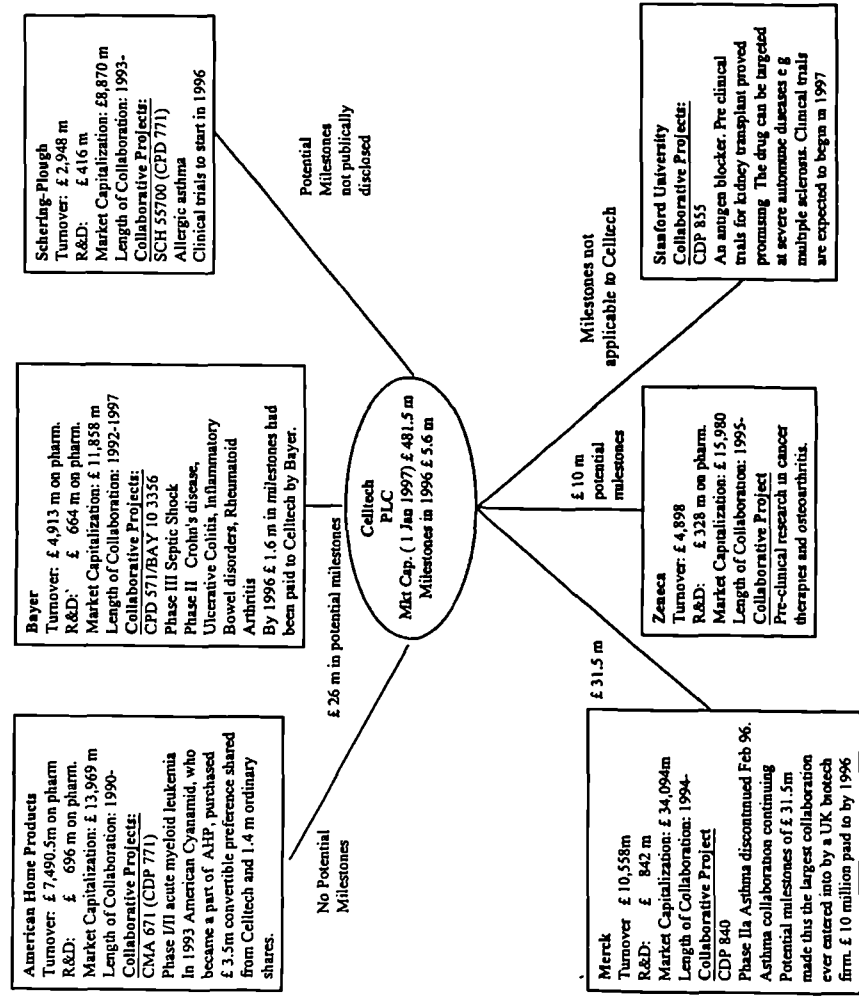 American Home Products
Turnover: £ 7,490.5m on pharm
R&D: £ 696 m on pharm.
Market Capitalization: £ 13,969 m
Length of Collaboration: 1990-
Collaborative Projects:
CMA 671 (CDP 771)
Phase I/II acute myeloid leukemia
In 1993 American Cyanamid, who
became a part of AHP, purchased
£ 3.5m convertible preference shared
from Celltech and 1.4 m ordinary
shares.
Bayer
Turnover: £ 4,913 m on pharm.
R&D: £ 664 m on pharm.
Market Capitalization: £ 11,858 m
Length of Collaboration: 1992-1997
Collaborative Projects:
CPD 571/BAY 10 3356
Phase III Septic Shock
Phase II Crohn's disease,
Ulcerative Colitis, Inflammatory
Bowel disorders, Rheumatoid
Arthritis
By 1996 £ 1.6 m in milestones had
been paid to Celltech by Bayer.
Schering-Plough
Turnover: £ 2,948 m
R&D: £ 416 m
Market Capitalization: £8,870 m
Length of Collaboration: 1993-
Collaborative Projects:
SCH 55700 (CPD 771)
Allergic asthma
Clinical trials to start in 1996
No Potential
Milestones
£ 26 m in potential milestones
Potential
Milestones
not publically
disclosed
Celltech
PLC
Mkt Cap. ( 1 Jan 1997) £ 481.5 m
Milestones in 1996 £ 5.6 m
£ 31.5 m
£ 10 m
potential
milestones
Milestones not
applicable to Celltech
Merck
Turnover £ 10,558m
R&D: £ 842 m
Market Capitalization: £ 34,094m
Length of Collaboration: 1994-
Collaborative Project
CDP 840
Phase IIa Asthma discontinued Feb 96.
Asthma collaboration continuing
Potential milestones of £ 31.5m
made this the largest collaboration
ever entered into by a UK biotech
firm. £ 10 million paid to by 1996
Zeneca
Turnover: £ 4,898
R&D: £ 328 m on pharm.
Market Capitalization: £ 15,980
Length of Collaboration: 1995-
Collaborative Project
Pre-clinical research in cancer
therapies and osteoarthritis.
Stanford University
Collaborative Projects:
CDP 855
An antigen blocker. Pre clinical
trials for kidney transplant proved
promising The drug can be targeted
at severe automine diseases e g
multiple sclerosis. Clinical trials
are expected to begin in 1997